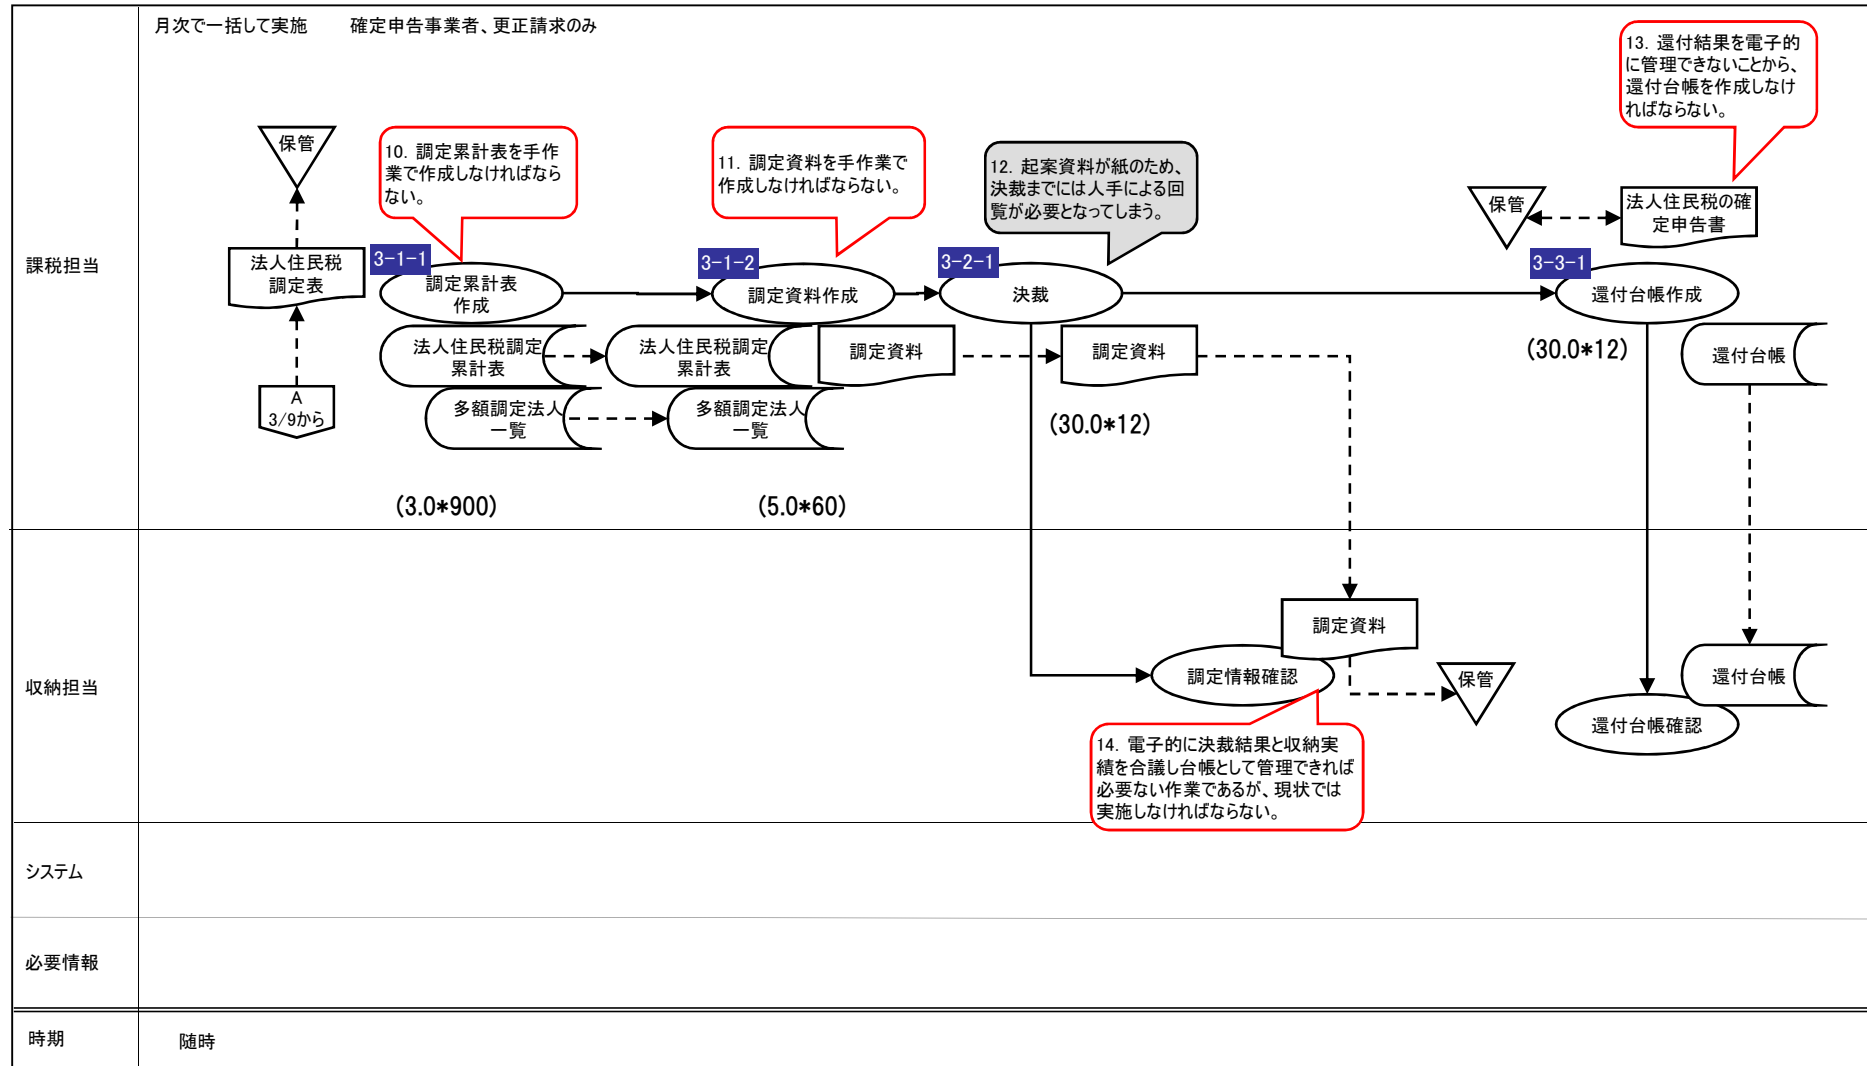 月次で一括して実施　　確定申告事業者、更正請求のみ
13. 還付結果を電子的
に管理できないことから、
還付台帳を作成しなけ
ればならない。
保管
10. 調定累計表を手作
業で作成しなければなら
ない。
11. 調定資料を手作業で
作成しなければならない。
12. 起案資料が紙のため、
決裁までには人手による回
覧が必要となってしまう。
保管
法人住民税の確
定申告書
課税担当
法人住民税
調定表
3-1-1
調定累計表
作成
3-1-2
調定資料作成
3-2-1
決裁
3-3-1
還付台帳作成
法人住民税調定
累計表
法人住民税調定
累計表
調定資料
調定資料
(30.0*12)
還付台帳
A
3/9から
多額調定法人
一覧
多額調定法人
一覧
(30.0*12)
(3.0*900)
(5.0*60)
収納担当
調定資料
調定情報確認
保管
還付台帳
還付台帳確認
14. 電子的に決裁結果と収納実
績を合議し台帳として管理できれば
必要ない作業であるが、現状では
実施しなければならない。
システム
必要情報
時期
随時